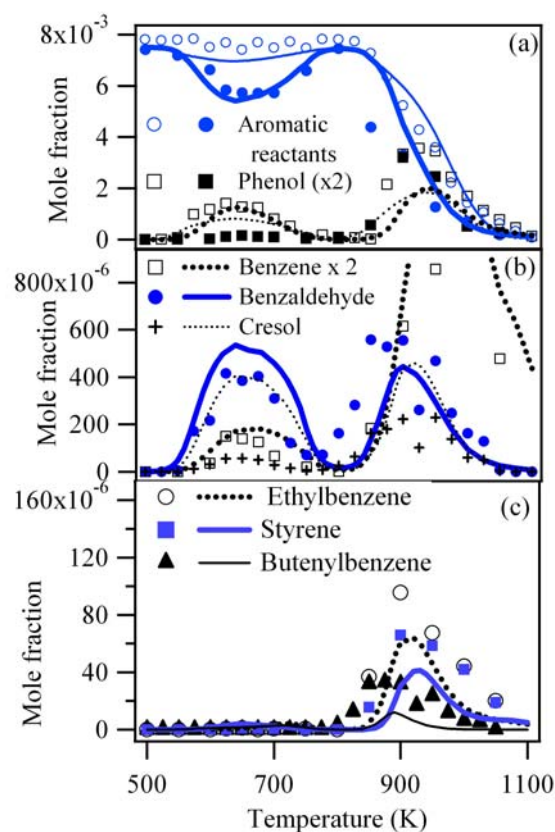 8x10⁻³
(a)
6
4
Aromatic
reactants
Phenol (x2)
2
0
Mole fraction
(b)
800x10⁻⁶
Benzene x 2
Benzaldehyde
600
Cresol
400
200
0
Mole fraction
(c)
160x10⁻⁶
Ethylbenzene
Styrene
120
Butenylbenzene
80
40
0
Mole fraction
500 700 900 1100
Temperature (K)